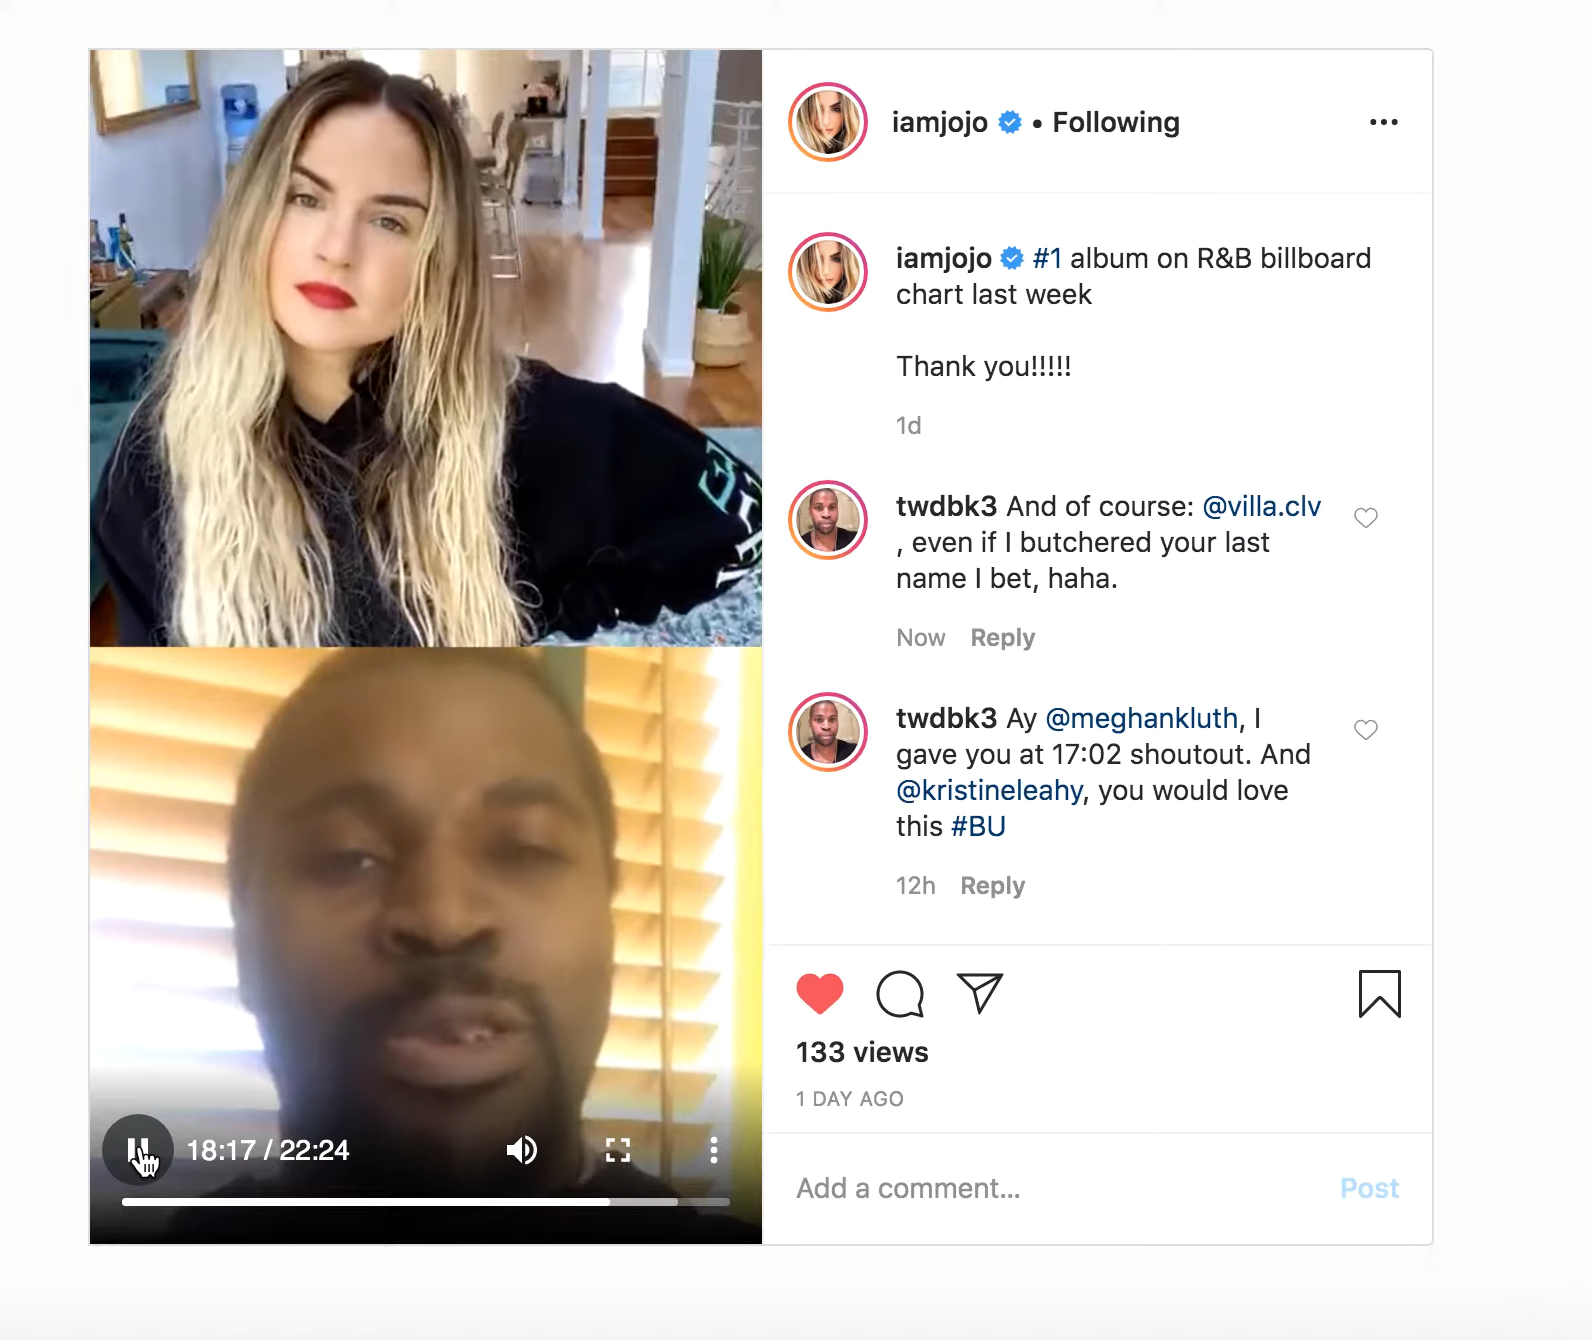 iamjojo • Following
iamjojo #1 album on R&B billboard
chart last week
Thank you!!!!!
1d
twdbk3 And of course: @villa.clv
, even if I butchered your last
name I bet, haha.
Now Reply
twdbk3 Ay @meghankluth, I
gave you at 17:02 shoutout. And
@kristineleahy, you would love
this #BU
12h Reply
133 views
1 DAY AGO
18:17 / 22:24
Add a comment... Post